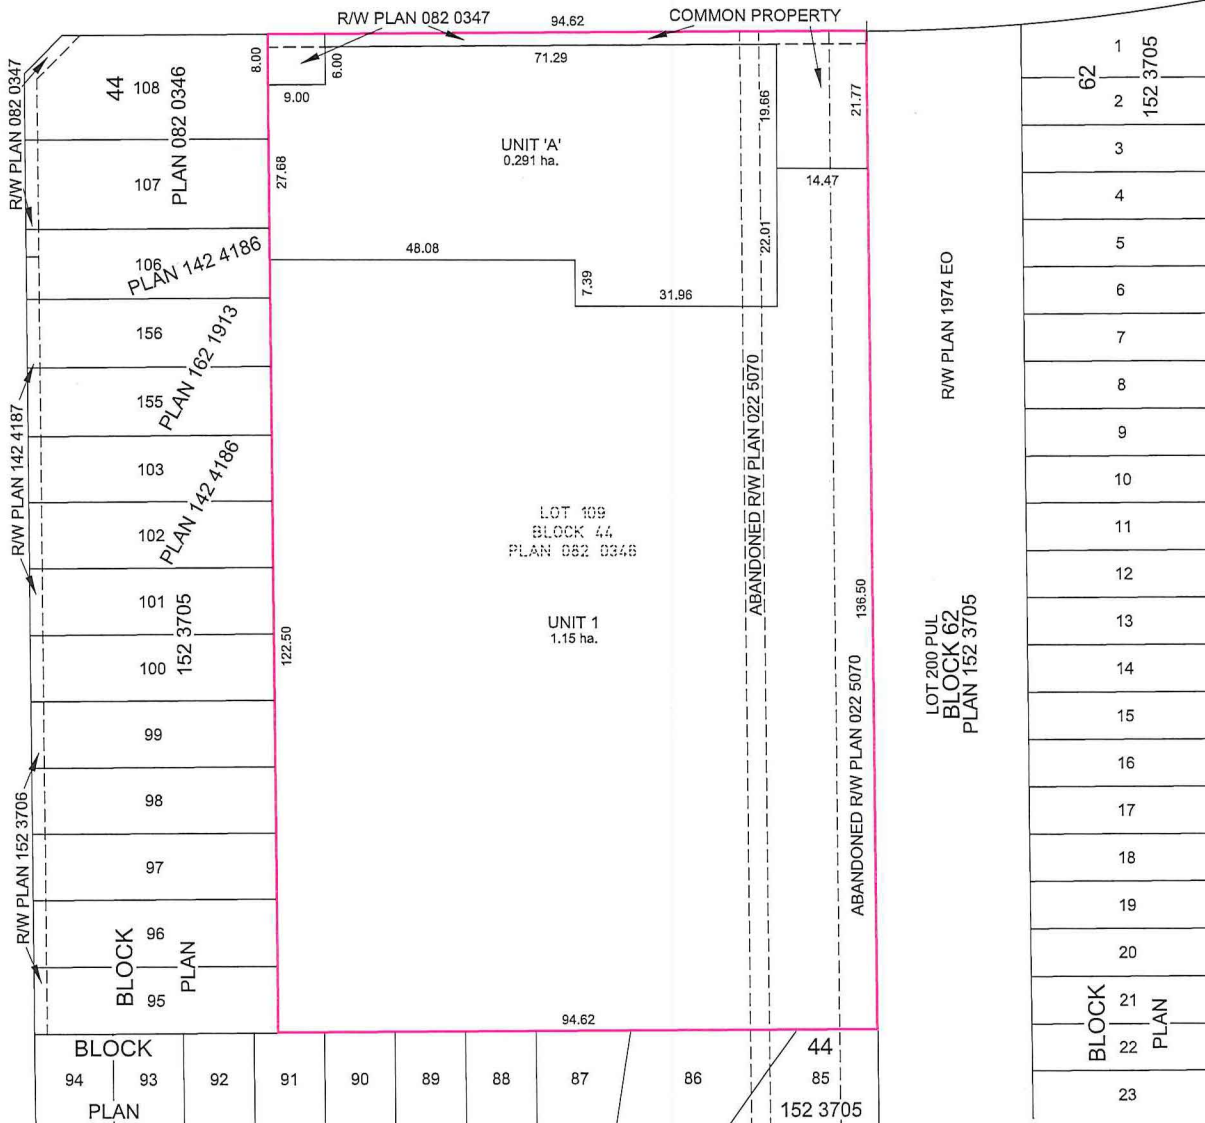 R/W PLAN 082 0347
94.62
COMMON PROPERTY
8.00
6.00
71.29
9.00
19.66
21.77
UNIT 'A'
0.291 ha.
27.68
14.47
48.08
22.01
7.39
31.96
R/W PLAN 082 0347
44
PLAN 082 0346
108
107
106
PLAN 142 4186
156
PLAN 162 1913
155
103
PLAN 142 4186
102
101
152 3705
100
99
98
97
96
95
BLOCK
PLAN
R/W PLAN 142 4187
R/W PLAN 152 3706
LOT 109
BLOCK 44
PLAN 082 0346
UNIT 1
1.15 ha.
122.50
136.50
ABANDONED R/W PLAN 022 5070
ABANDONED R/W PLAN 022 5070
94.62
R/W PLAN 1974 EO
LOT 200 PUL
BLOCK 62
PLAN 152 3705
62
152 3705
1
2
3
4
5
6
7
8
9
10
11
12
13
14
15
16
17
18
19
20
21
22
23
BLOCK
PLAN
BLOCK
44
94
93
92
91
90
89
88
87
86
85
PLAN
152 3705